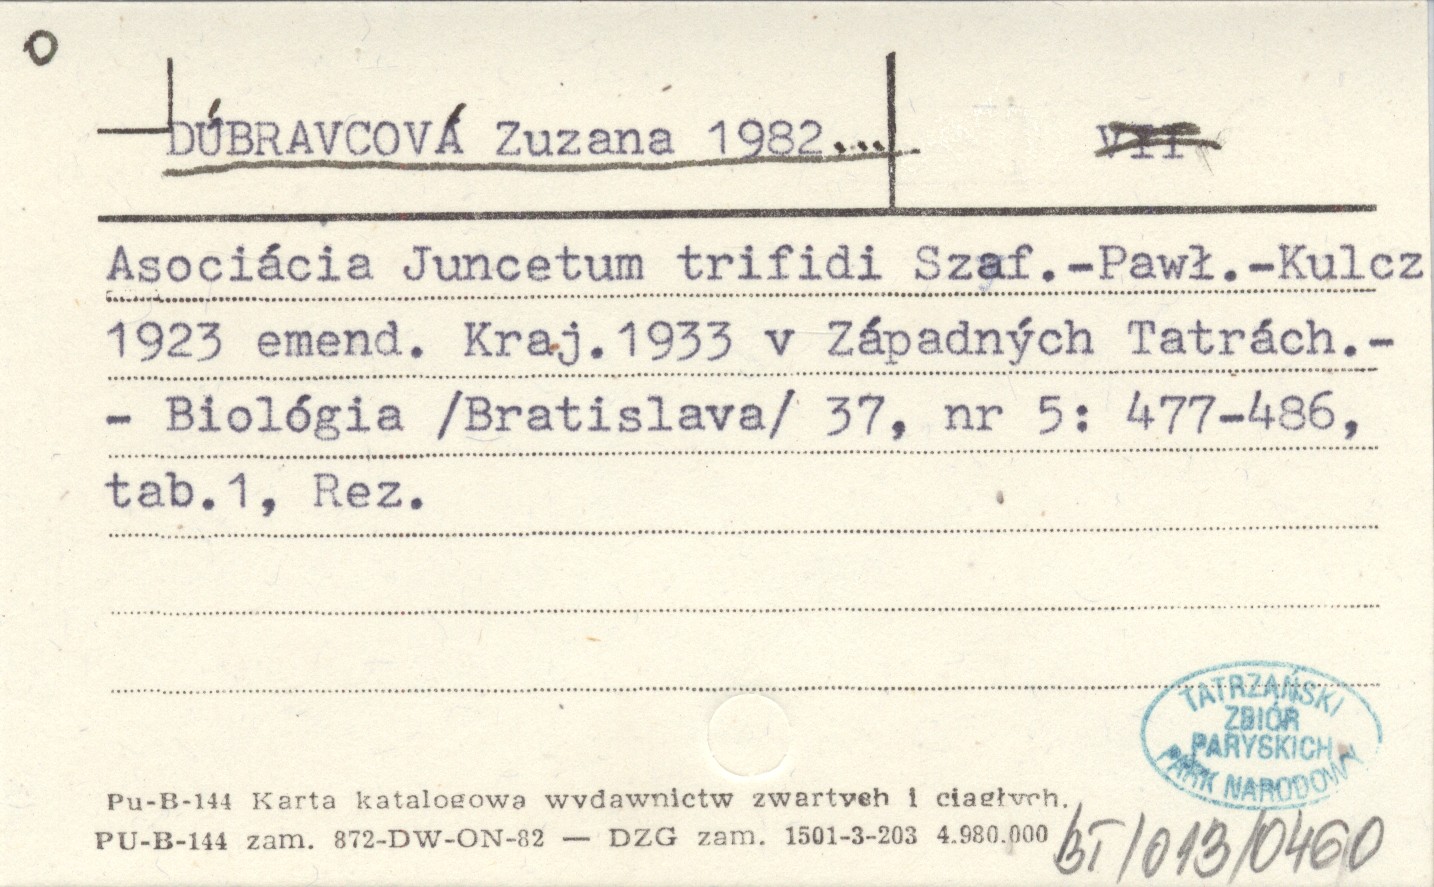 O
DÚBRAVCOVÁ Zuzana 1982...
VII
Asociácia Juncetum trifidi Szaf.-Pawł.-Kulcz
1923 emend. Kraj.1933 v Západných Tatrách.-
- Biológia /Bratislava/ 37, nr 5: 477-486,
tab.1, Rez.
TATRZAŃSKI
ZBIÓR
PARYSKICH
PARK NARODOWY
Pu-B-144 Karta katalogowa wydawnictw zwartych i ciągłych.
PU-B-144 zam. 872-DW-ON-82 — DZG zam. 1501-3-203 4.980.000
BT/013/0460